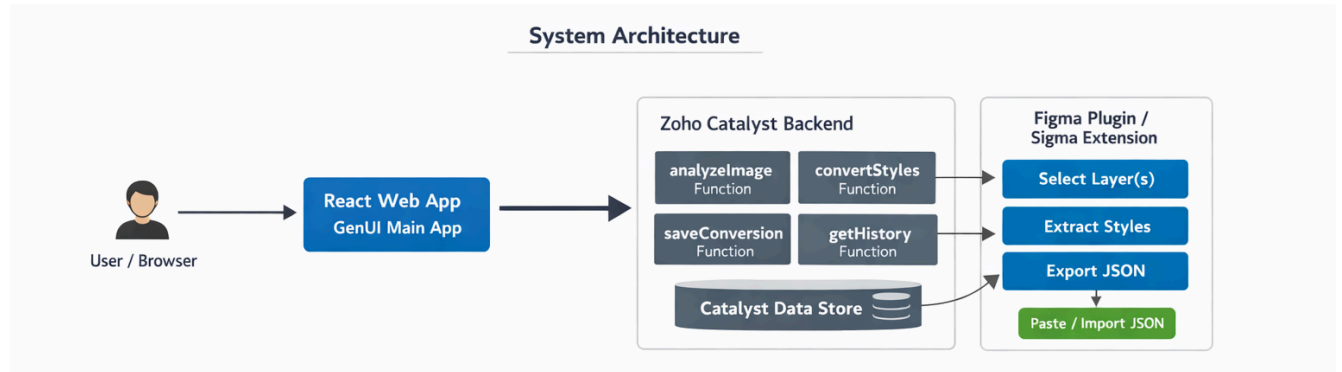 System Architecture
User / Browser
React Web App
GenUI Main App
Zoho Catalyst Backend
analyzeImage
Function
convertStyles
Function
saveConversion
Function
getHistory
Function
Catalyst Data Store
Figma Plugin /
Sigma Extension
Select Layer(s)
Extract Styles
Export JSON
Paste / Import JSON